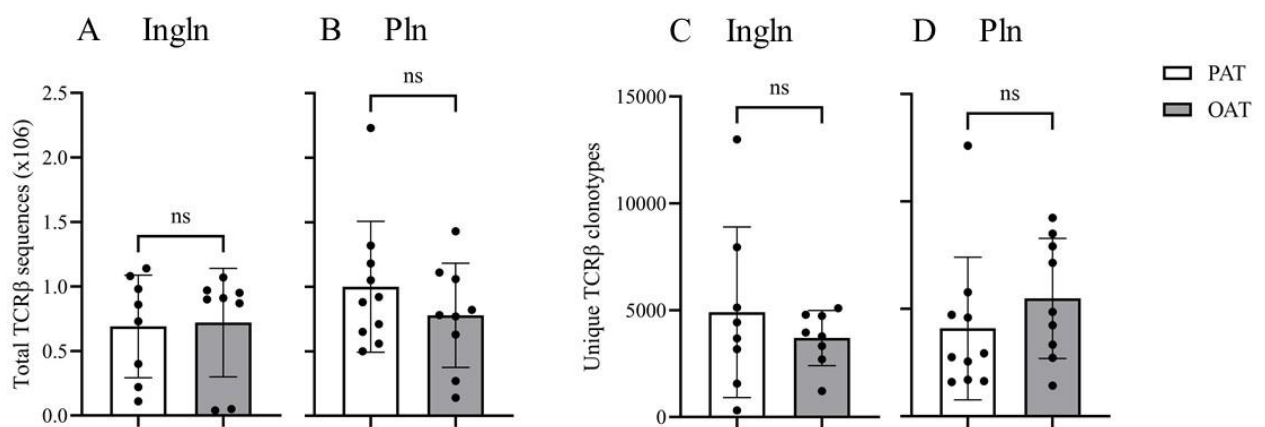 A Ingln
B Pln
C Ingln
D Pln
PAT
OAT
Total TCRβ sequences (x106)
2.5
2.0
1.5
1.0
0.5
0.0
ns
ns
Unique TCRβ clonotypes
15000
10000
5000
0
ns
ns